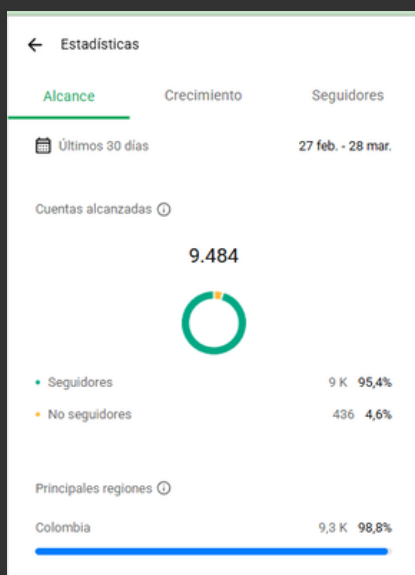 Estadísticas
Alcance Crecimiento Seguidores
Últimos 30 días 27 feb. - 28 mar.
Cuentas alcanzadas
9.484
Seguidores 9 K 95,4%
No seguidores 436 4,6%
Principales regiones
Colombia 9,3 K 98,8%